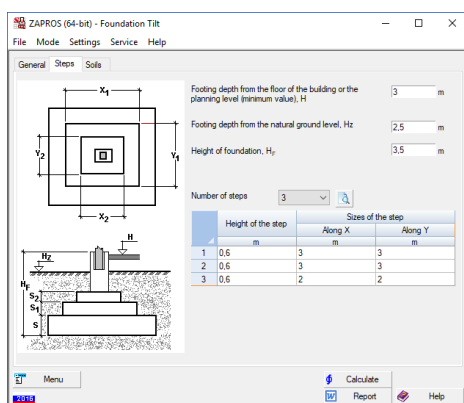 ZAPROS (64-bit) - Foundation Tilt
File Mode Settings Service Help
General Steps Soils
X₁
Y₂
Y₁
X₂
H
Hz
HF
S₂
S₁
S
Footing depth from the floor of the building or the
planning level (minimum value), H
3 m
Footing depth from the natural ground level, Hz
2,5 m
Height of foundation, HF
3,5 m
Number of steps 3
Height of the step Sizes of the step
Along X Along Y
m m m
1 0,6 3 3
2 0,6 3 3
3 0,6 2 2
Menu Calculate
2016 Report Help